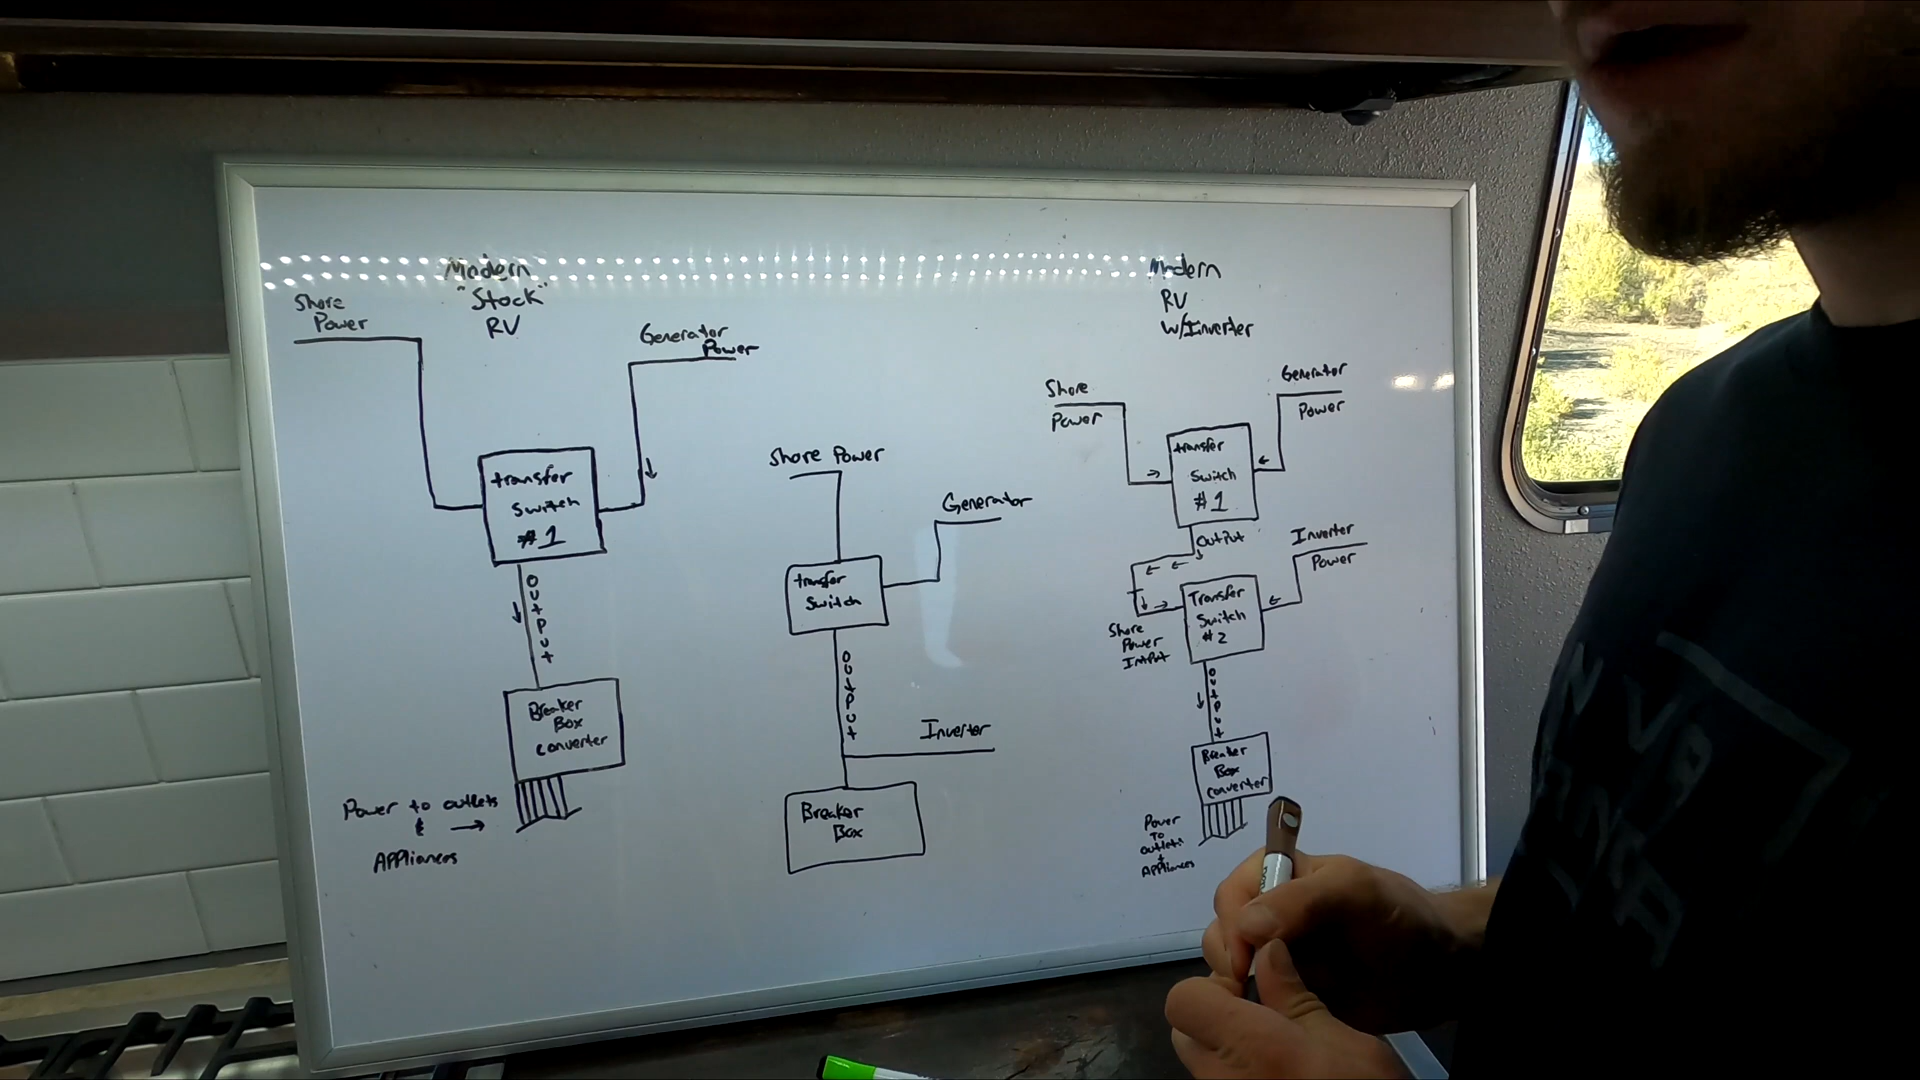 Modern
"Stock"
RV
Shore
Power
Generator
Power
transfer
Switch
#1
Output
Breaker
Box
converter
Power to outlets
&
Appliances
Shore Power
Generator
transfer
Switch
Output
Inverter
Breaker
Box
Modern
RV
w/Inverter
Shore
Power
Generator
Power
transfer
Switch
#1
Output
Inverter
Power
Transfer
Switch
#2
Shore
Power
Intput
Output
Breaker
Box
converter
Power
To
outlets
+
Appliances